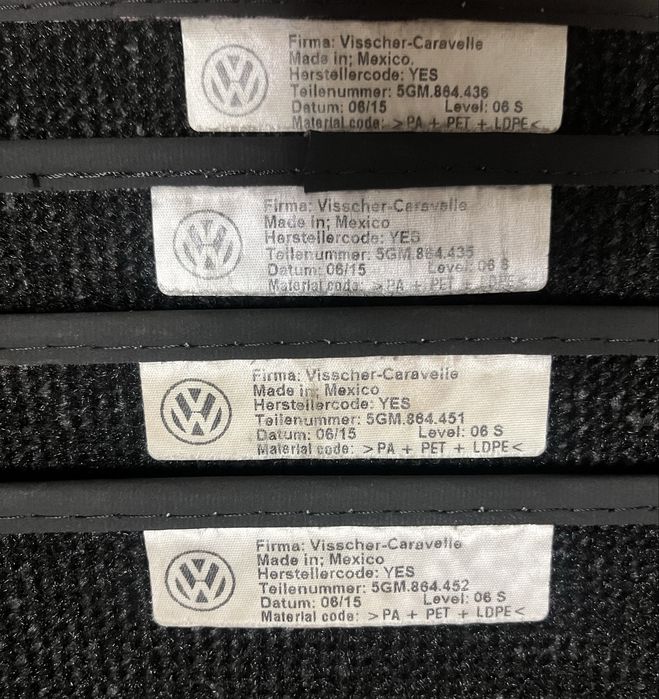 Firma: Visscher-Caravelle
Made in; Mexico.
Herstellercode: YES
Teilenummer: 5GM.864.436
Datum: 06/15 Level: 06 S
Material code: >PA + PET + LDPE<
Firma: Visscher-Caravelle
Made in; Mexico
Herstellercode: YES
Teilenummer: 5GM.864.435
Datum: 06/15 Level: 06 S
Material code: >PA + PET + LDPE<
Firma: Visscher-Caravelle
Made in; Mexico
Herstellercode: YES
Teilenummer: 5GM.864.451
Datum: 06/15 Level: 06 S
Material code: >PA + PET + LDPE<
Firma: Visscher-Caravelle
Made in; Mexico
Herstellercode: YES
Teilenummer: 5GM.864.452
Datum: 06/15 Level: 06 S
Material code: >PA + PET + LDPE<